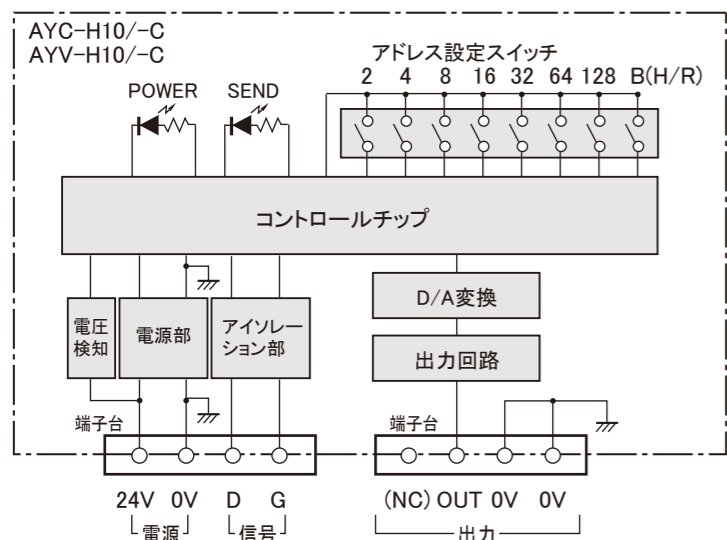 AYC-H10/-C
AYV-H10/-C
アドレス設定スイッチ
2 4 8 16 32 64 128 B(H/R)
POWER SEND
コントロールチップ
電圧
検知
電源部
アイソレー
ション部
D/A変換
出力回路
端子台
端子台
24V 0V D G
(NC) OUT 0V 0V
電源 信号
出力